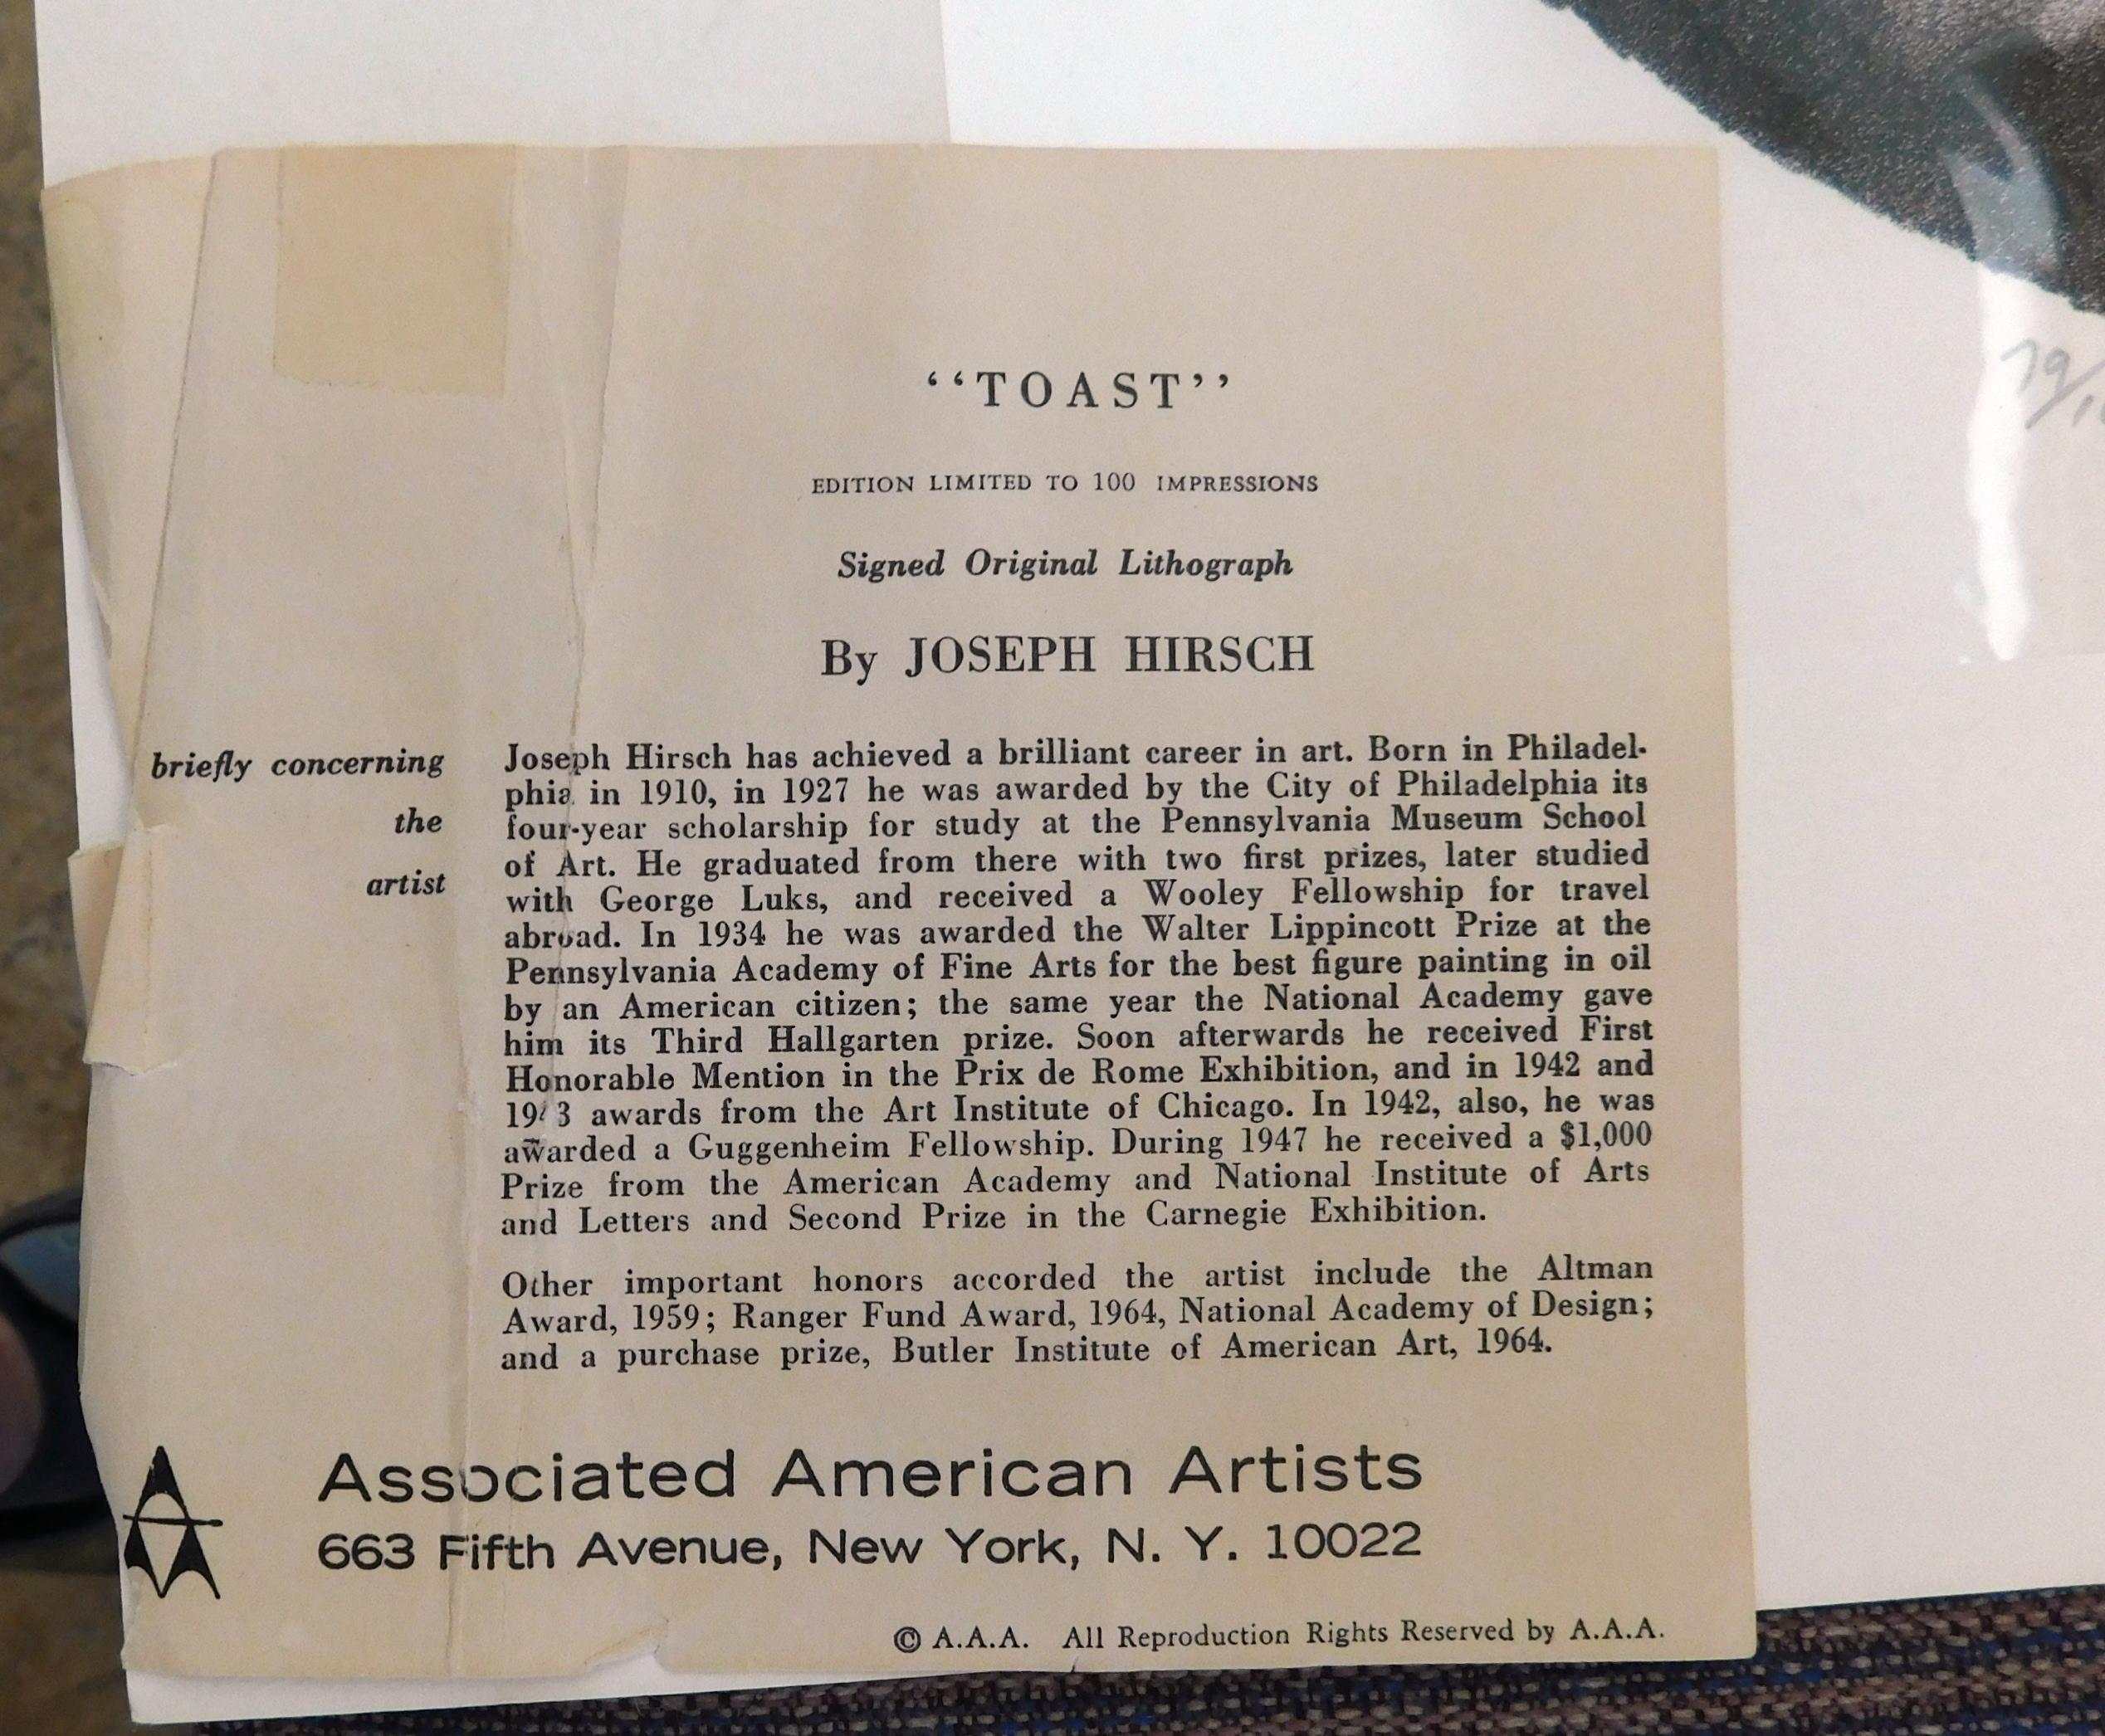 ‘‘TOAST’’
EDITION LIMITED TO 100 IMPRESSIONS
Signed Original Lithograph
By JOSEPH HIRSCH
briefly concerning
the
artist
Joseph Hirsch has achieved a brilliant career in art. Born in Philadel-
phia in 1910, in 1927 he was awarded by the City of Philadelphia its
four-year scholarship for study at the Pennsylvania Museum School
of Art. He graduated from there with two first prizes, later studied
with George Luks, and received a Wooley Fellowship for travel
abroad. In 1934 he was awarded the Walter Lippincott Prize at the
Pennsylvania Academy of Fine Arts for the best figure painting in oil
by an American citizen; the same year the National Academy gave
him its Third Hallgarten prize. Soon afterwards he received First
Honorable Mention in the Prix de Rome Exhibition, and in 1942 and
1943 awards from the Art Institute of Chicago. In 1942, also, he was
awarded a Guggenheim Fellowship. During 1947 he received a $1,000
Prize from the American Academy and National Institute of Arts
and Letters and Second Prize in the Carnegie Exhibition.
Other important honors accorded the artist include the Altman
Award, 1959; Ranger Fund Award, 1964, National Academy of Design;
and a purchase prize, Butler Institute of American Art, 1964.
Associated American Artists
663 Fifth Avenue, New York, N. Y. 10022
© A.A.A. All Reproduction Rights Reserved by A.A.A.